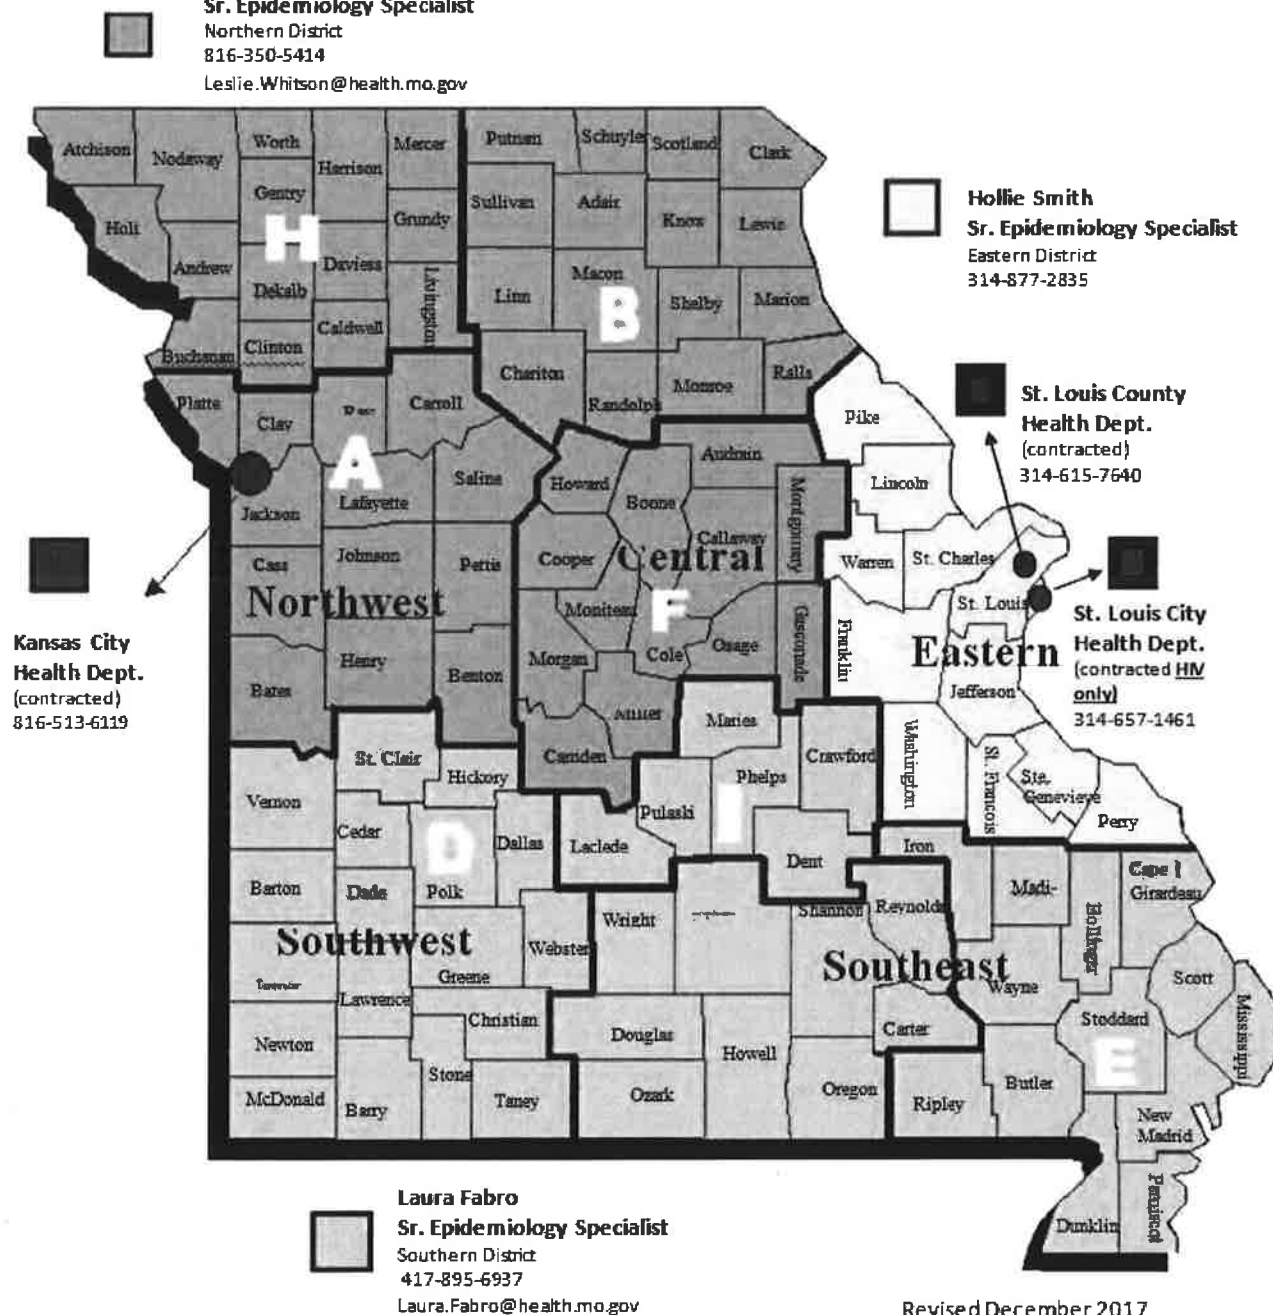 Sr. Epidemiology Specialist
Northern District
816-350-5414
Leslie.Whitson@health.mo.gov
Atchison
Nodaway
Worth
Gentry
Harrison
Mercer
Putnam
Schuyler
Scotland
Clark
Holt
Andrew
H
Dekalb
Daviess
Grundy
Livingston
Sullivan
Adair
Knox
Lewis
Buchanan
Clinton
Caldwell
Linn
Macon
B
Shelby
Marion
Hollie Smith
Sr. Epidemiology Specialist
Eastern District
314-877-2835
Platte
Clay
Carroll
Chariton
Randolph
Monroe
Ralls
Pike
St. Louis County
Health Dept.
(contracted)
314-615-7640
A
Jackson
Lafayette
Saline
Howard
Boone
Audrain
Montgomery
Lincoln
Cass
Johnson
Pettis
Cooper
Callaway
Central
Warren
St. Charles
St. Louis
Northwest
Moniteau
F
Gasconade
Franklin
Eastern
St. Louis City
Health Dept.
(contracted HIV
only)
314-657-1461
Kansas City
Health Dept.
(contracted)
816-513-6119
Bates
Henry
Benton
Morgan
Cole
Osage
Jefferson
Miller
Camden
Maries
Crawford
Washington
St. Francois
Ste.
Genevieve
Perry
Vernon
St. Clair
Hickory
Cedar
Dallas
Laclede
Pulaski
Phelps
I
Dent
Iron
D
Barton
Dade
Polk
Madi-
Bollinger
Cape
Girardeau
Southwest
Webster
Wright
Shannon
Reynolds
Southeast
Greene
Lawrence
Christian
Wayne
Scott
Mississippi
Newton
Stone
Douglas
Howell
Carter
Stoddard
E
McDonald
Barry
Taney
Ozark
Oregon
Ripley
Butler
New
Madrid
Dunklin
Pemiscot
Laura Fabro
Sr. Epidemiology Specialist
Southern District
417-895-6937
Laura.Fabro@health.mo.gov
Revised December 2017